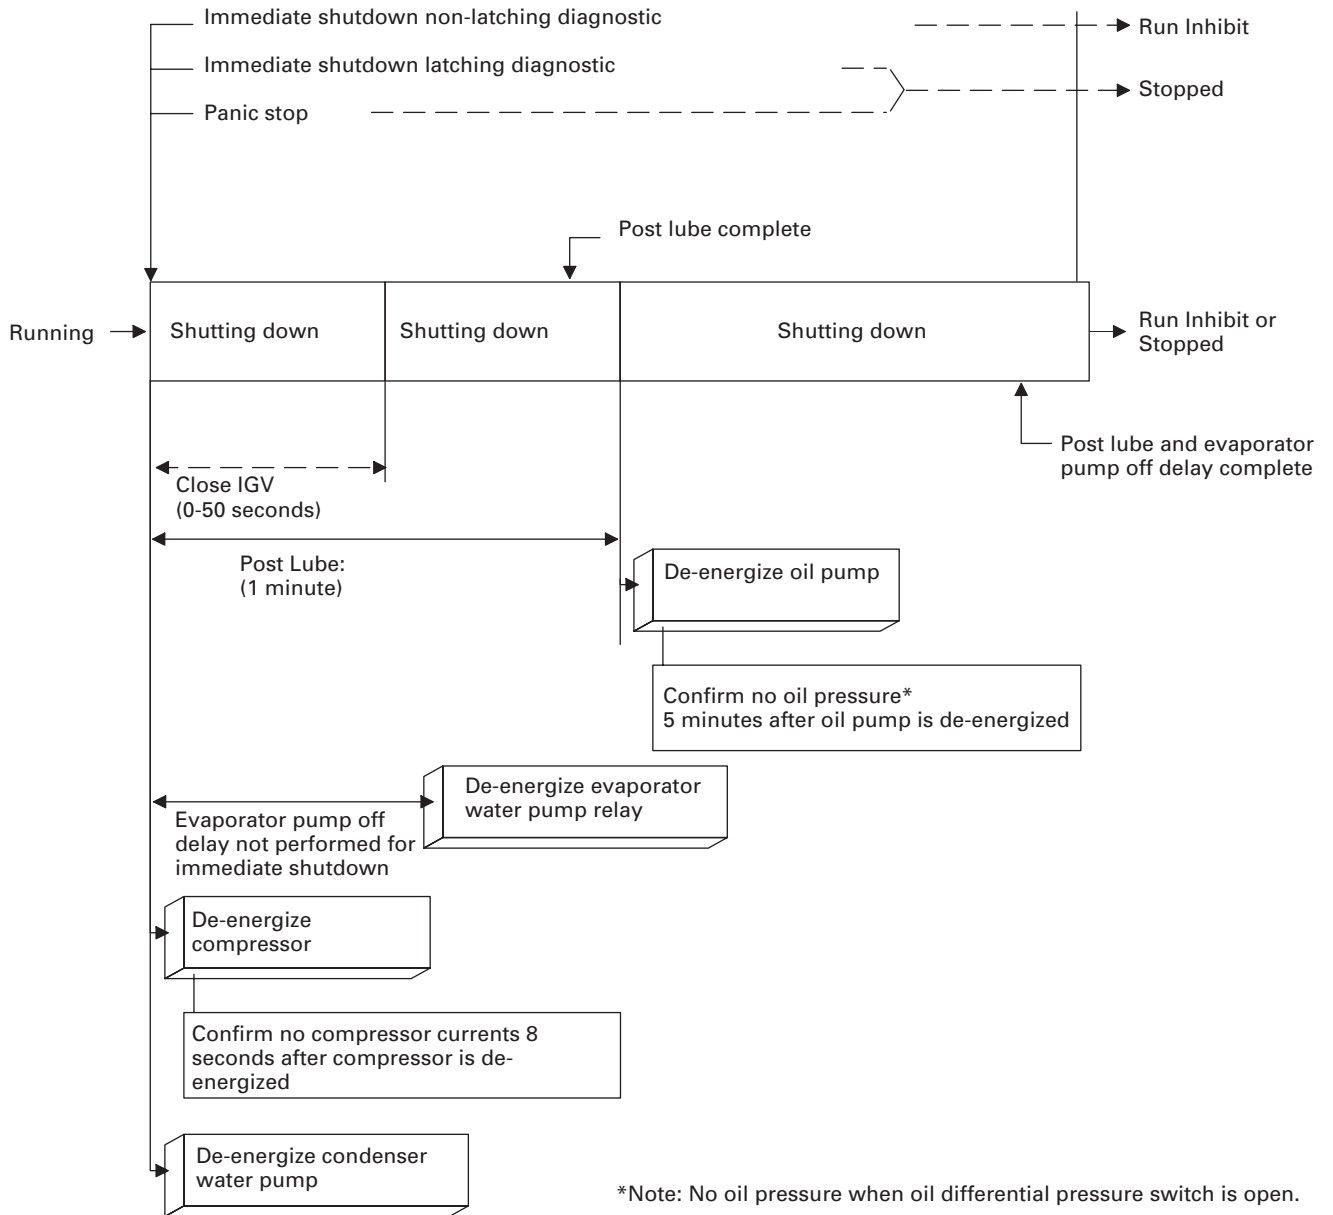 Immediate shutdown non-latching diagnostic
Run Inhibit
Immediate shutdown latching diagnostic
Stopped
Panic stop
Post lube complete
Running
Shutting down
Shutting down
Shutting down
Run Inhibit or
Stopped
Post lube and evaporator
pump off delay complete
Close IGV
(0-50 seconds)
Post Lube:
(1 minute)
De-energize oil pump
Confirm no oil pressure*
5 minutes after oil pump is de-energized
De-energize evaporator
water pump relay
Evaporator pump off
delay not performed for
immediate shutdown
De-energize
compressor
Confirm no compressor currents 8
seconds after compressor is de-
energized
De-energize condenser
water pump
*Note: No oil pressure when oil differential pressure switch is open.